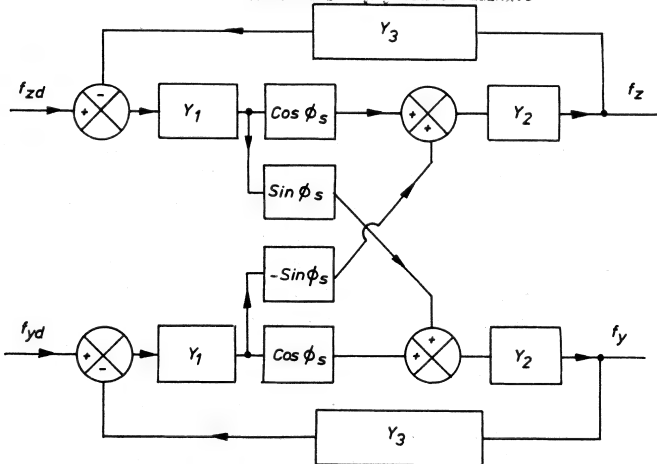 Y3
fzd
-
+
Y1
Cos ϕs
+
+
Y2
fz
Sin ϕs
-Sin ϕs
fyd
+
-
Y1
Cos ϕs
+
+
Y2
fy
Y3